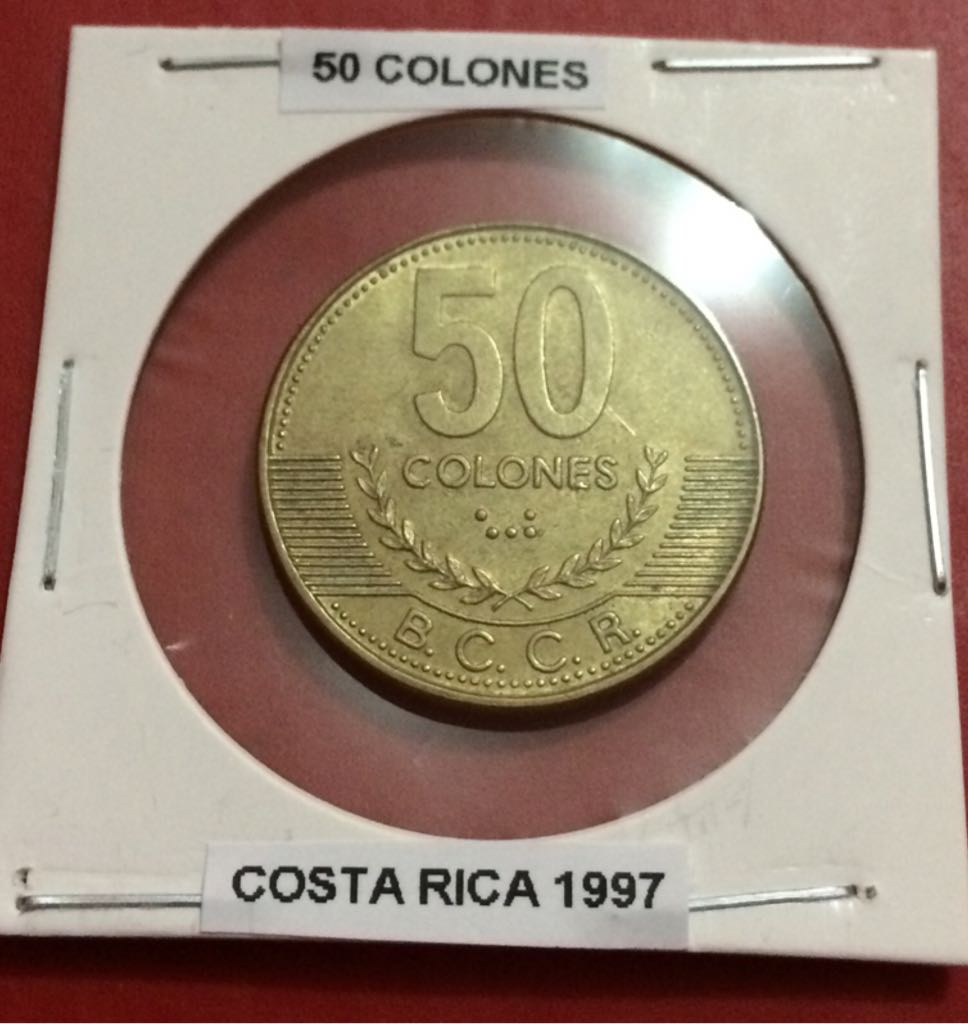 50 COLONES
50
COLONES
B. C. C. R.
COSTA RICA 1997